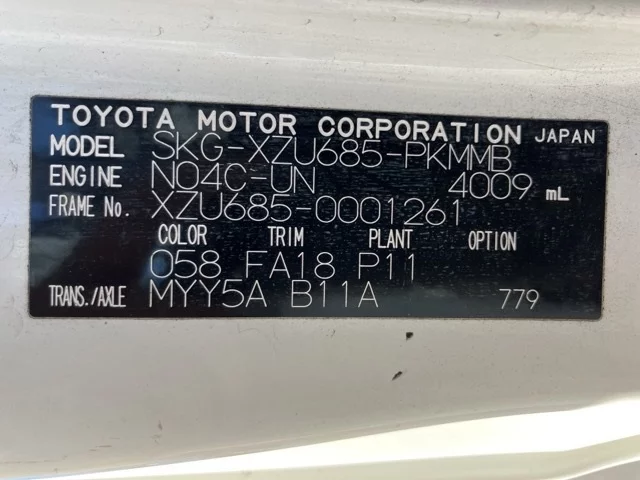 TOYOTA MOTOR CORPORATION JAPAN
MODEL SKG-XZU685-PKMMB
ENGINE N04C-UN 4009 mL
FRAME No. XZU685-0001261
COLOR TRIM PLANT OPTION
058 FA18 P11
TRANS./AXLE MYY5A B11A 779